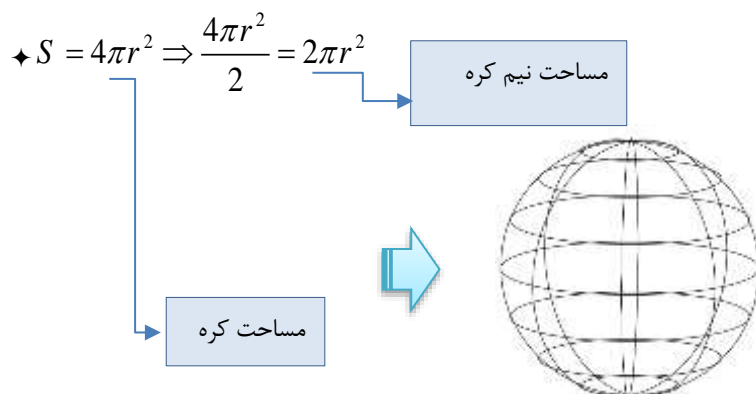 ✦ S = 4πr² ⇒ 4πr²/2 = 2πr²
مساحت نیم کره
مساحت کره